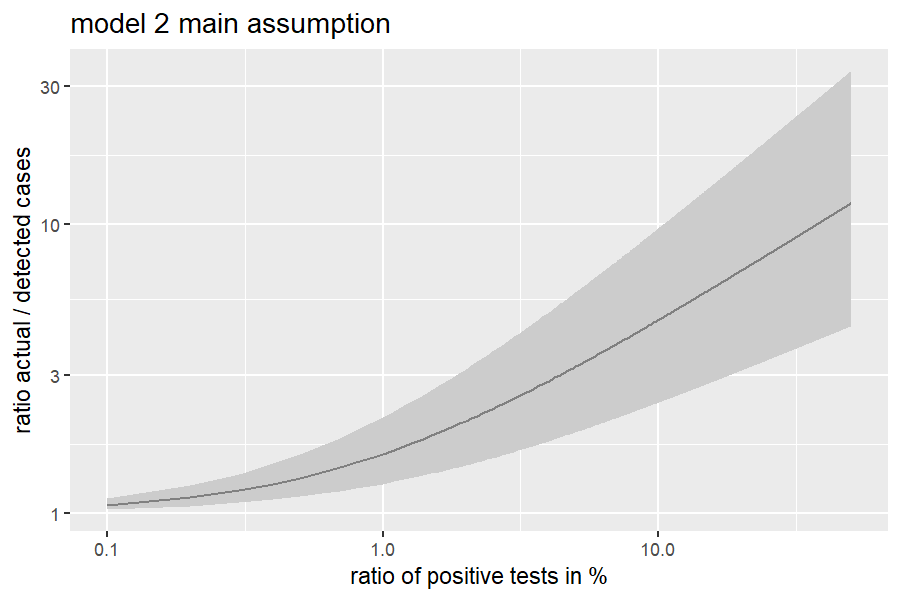 model 2 main assumption
ratio actual / detected cases
30
10
3
1
0.1
1.0
10.0
ratio of positive tests in %